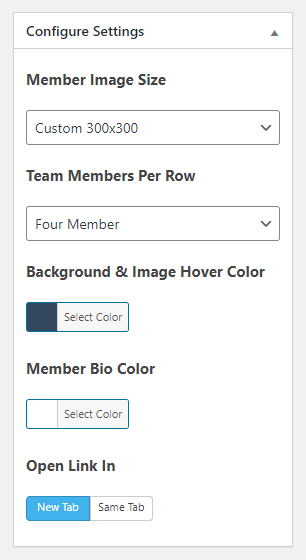 Configure Settings
Member Image Size
Custom 300x300
Team Members Per Row
Four Member
Background & Image Hover Color
Select Color
Member Bio Color
Select Color
Open Link In
New Tab Same Tab